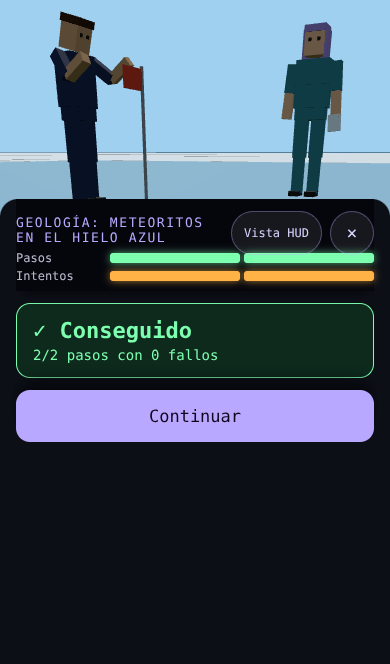 GEOLOGÍA: METEORITOS
EN EL HIELO AZUL
Vista HUD
×
Pasos
Intentos
✓ Conseguido
2/2 pasos con 0 fallos
Continuar